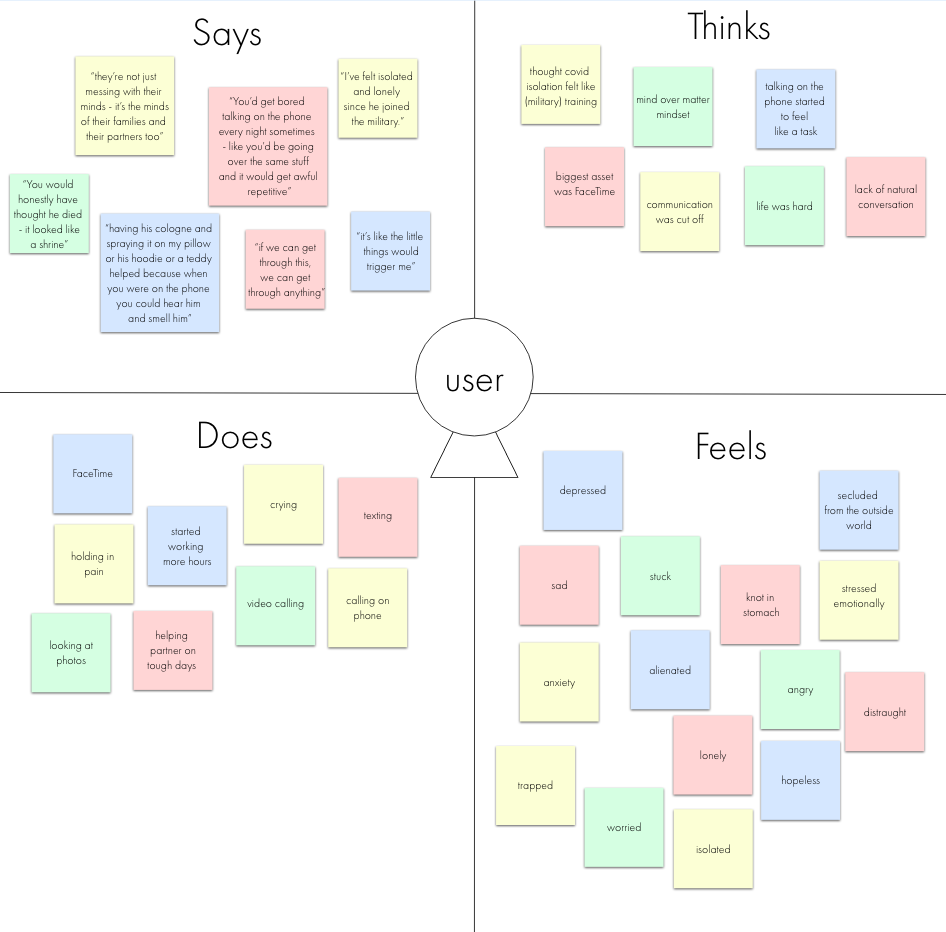 Says
"they're not just
messing with their
minds - it's the minds
of their families and
their partners too"
"You'd get bored
talking on the phone
every night sometimes
- like you'd be going
over the same stuff
and it would get awful
repetitive"
"I've felt isolated
and lonely
since he joined
the military."
"You would
honestly have
thought he died
- it looked like
a shrine"
"having his cologne and
spraying it on my pillow
or his hoodie or a teddy
helped because when
you were on the phone
you could hear him
and smell him"
"if we can get
through this,
we can get
through anything"
"it's like the little
things would
trigger me"
Thinks
thought covid
isolation felt like
(military) training
mind over matter
mindset
talking on the
phone started
to feel
like a task
biggest asset
was FaceTime
communication
was cut off
life was hard
lack of natural
conversation
user
Does
FaceTime
crying
texting
started
working
more hours
holding in
pain
video calling
calling on
phone
looking at
photos
helping
partner on
tough days
Feels
depressed
secluded
from the outside
world
sad
stuck
knot in
stomach
stressed
emotionally
anxiety
alienated
angry
distraught
lonely
hopeless
trapped
worried
isolated